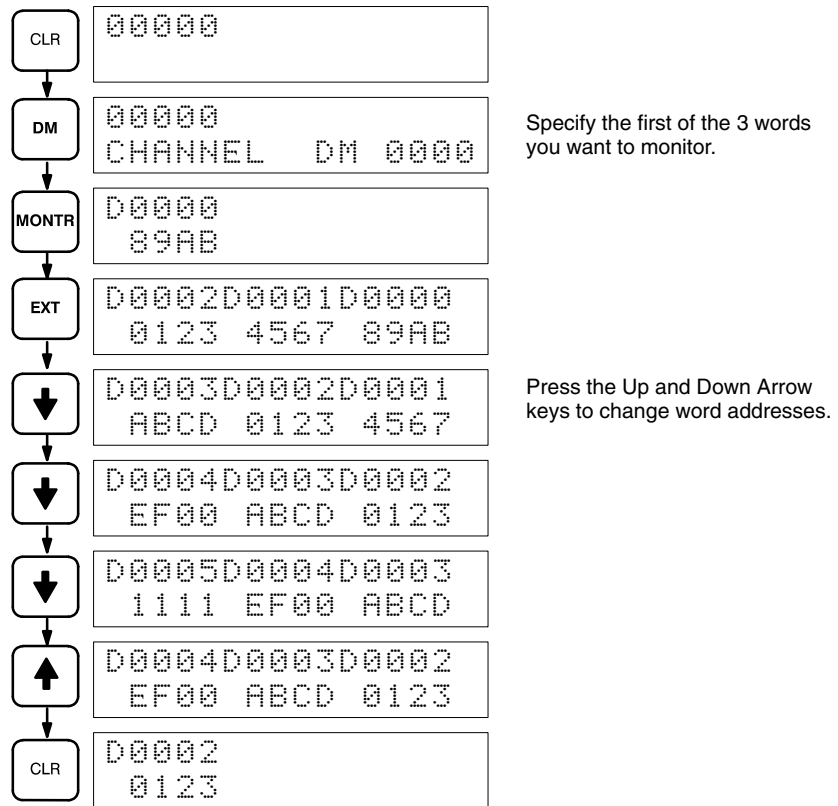 CLR
00000
DM
00000
CHANNEL DM 0000
Specify the first of the 3 words
you want to monitor.
MONTR
D0000
89AB
EXT
D0002D0001D0000
0123 4567 89AB
D0003D0002D0001
ABCD 0123 4567
Press the Up and Down Arrow
keys to change word addresses.
D0004D0003D0002
EF00 ABCD 0123
D0005D0004D0003
1111 EF00 ABCD
D0004D0003D0002
EF00 ABCD 0123
CLR
D0002
0123